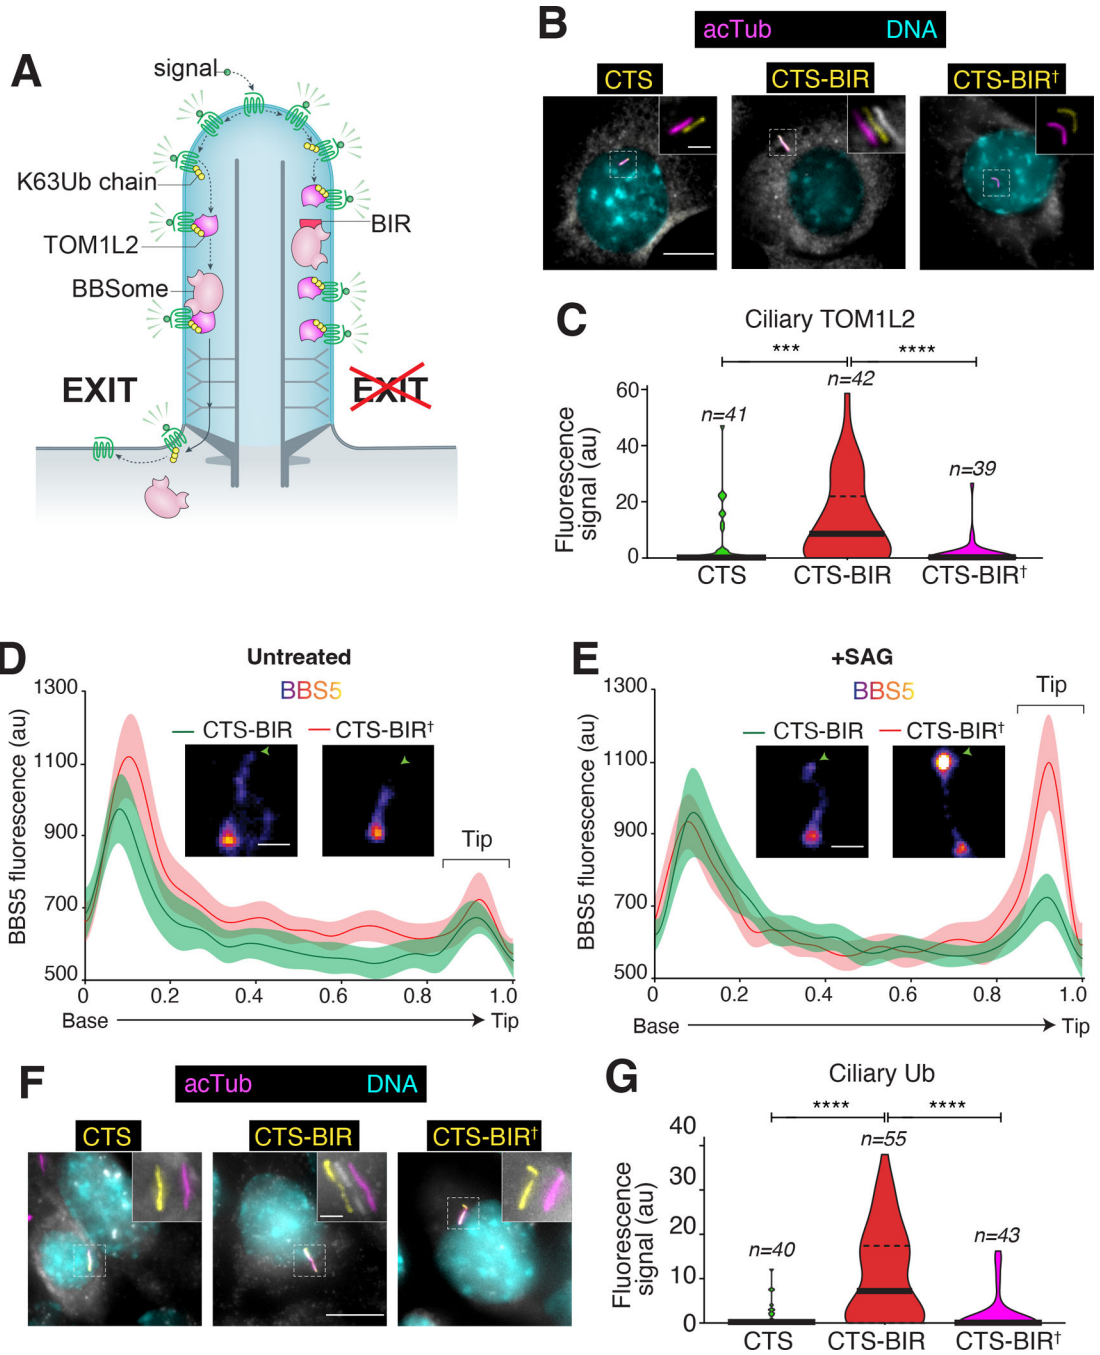 A
signal
K63Ub chain
TOM1L2
BBSome
BIR
EXIT
EXIT
B
acTub DNA
CTS
CTS-BIR
CTS-BIR†
C
Ciliary TOM1L2
*** ****
n=41
n=42
n=39
Fluorescence
signal (au)
60
40
20
0
CTS
CTS-BIR
CTS-BIR†
D
Untreated
BBS5
CTS-BIR CTS-BIR†
Tip
BBS5 fluorescence (au)
1300
1100
900
700
500
0 0.2 0.4 0.6 0.8 1.0
Base Tip
E
+SAG
BBS5
Tip
CTS-BIR CTS-BIR†
BBS5 fluorescence (au)
1300
1100
900
700
500
0 0.2 0.4 0.6 0.8 1.0
Base Tip
F
acTub DNA
CTS
CTS-BIR
CTS-BIR†
G
Ciliary Ub
**** ****
n=40
n=55
n=43
Fluorescence
signal (au)
40
30
20
10
0
CTS
CTS-BIR
CTS-BIR†